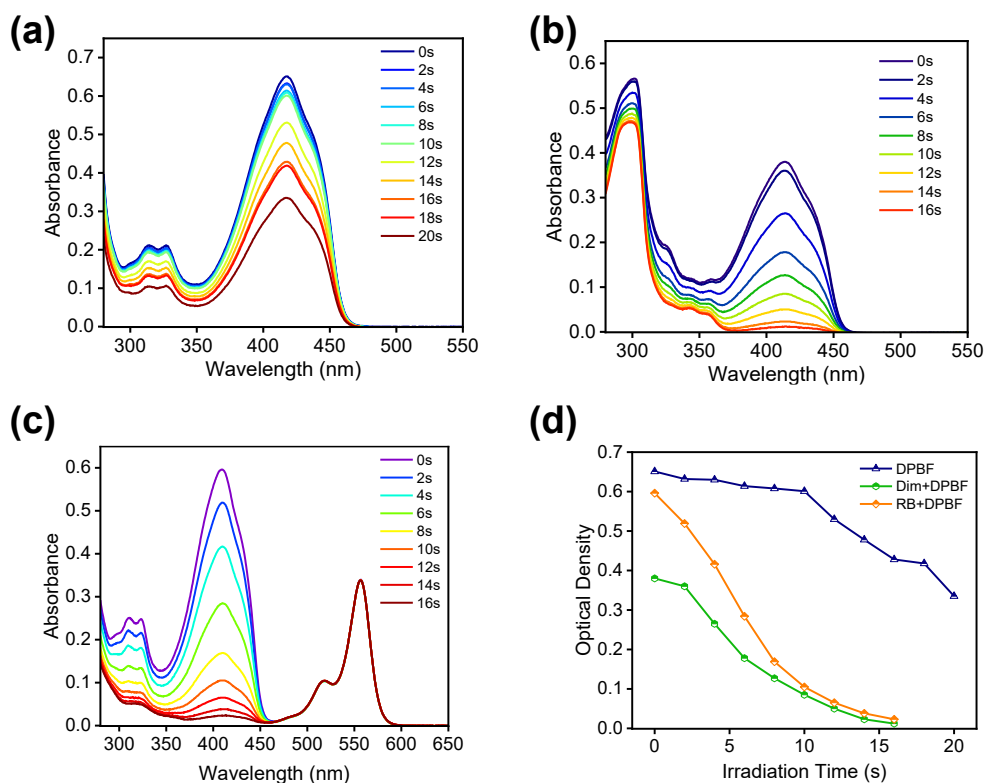 (a)
0.7
0.6
0.5
0.4
0.3
0.2
0.1
0.0
Absorbance
300 350 400 450 500 550
Wavelength (nm)
0s
2s
4s
6s
8s
10s
12s
14s
16s
18s
20s
(b)
0.6
0.5
0.4
0.3
0.2
0.1
0.0
Absorbance
300 350 400 450 500 550
Wavelength (nm)
0s
2s
4s
6s
8s
10s
12s
14s
16s
(c)
0.6
0.5
0.4
0.3
0.2
0.1
0.0
Absorbance
300 350 400 450 500 550 600 650
Wavelength (nm)
0s
2s
4s
6s
8s
10s
12s
14s
16s
(d)
0.7
0.6
0.5
0.4
0.3
0.2
0.1
0.0
Optical Density
0 5 10 15 20
Irradiation Time (s)
DPBF
Dim+DPBF
RB+DPBF